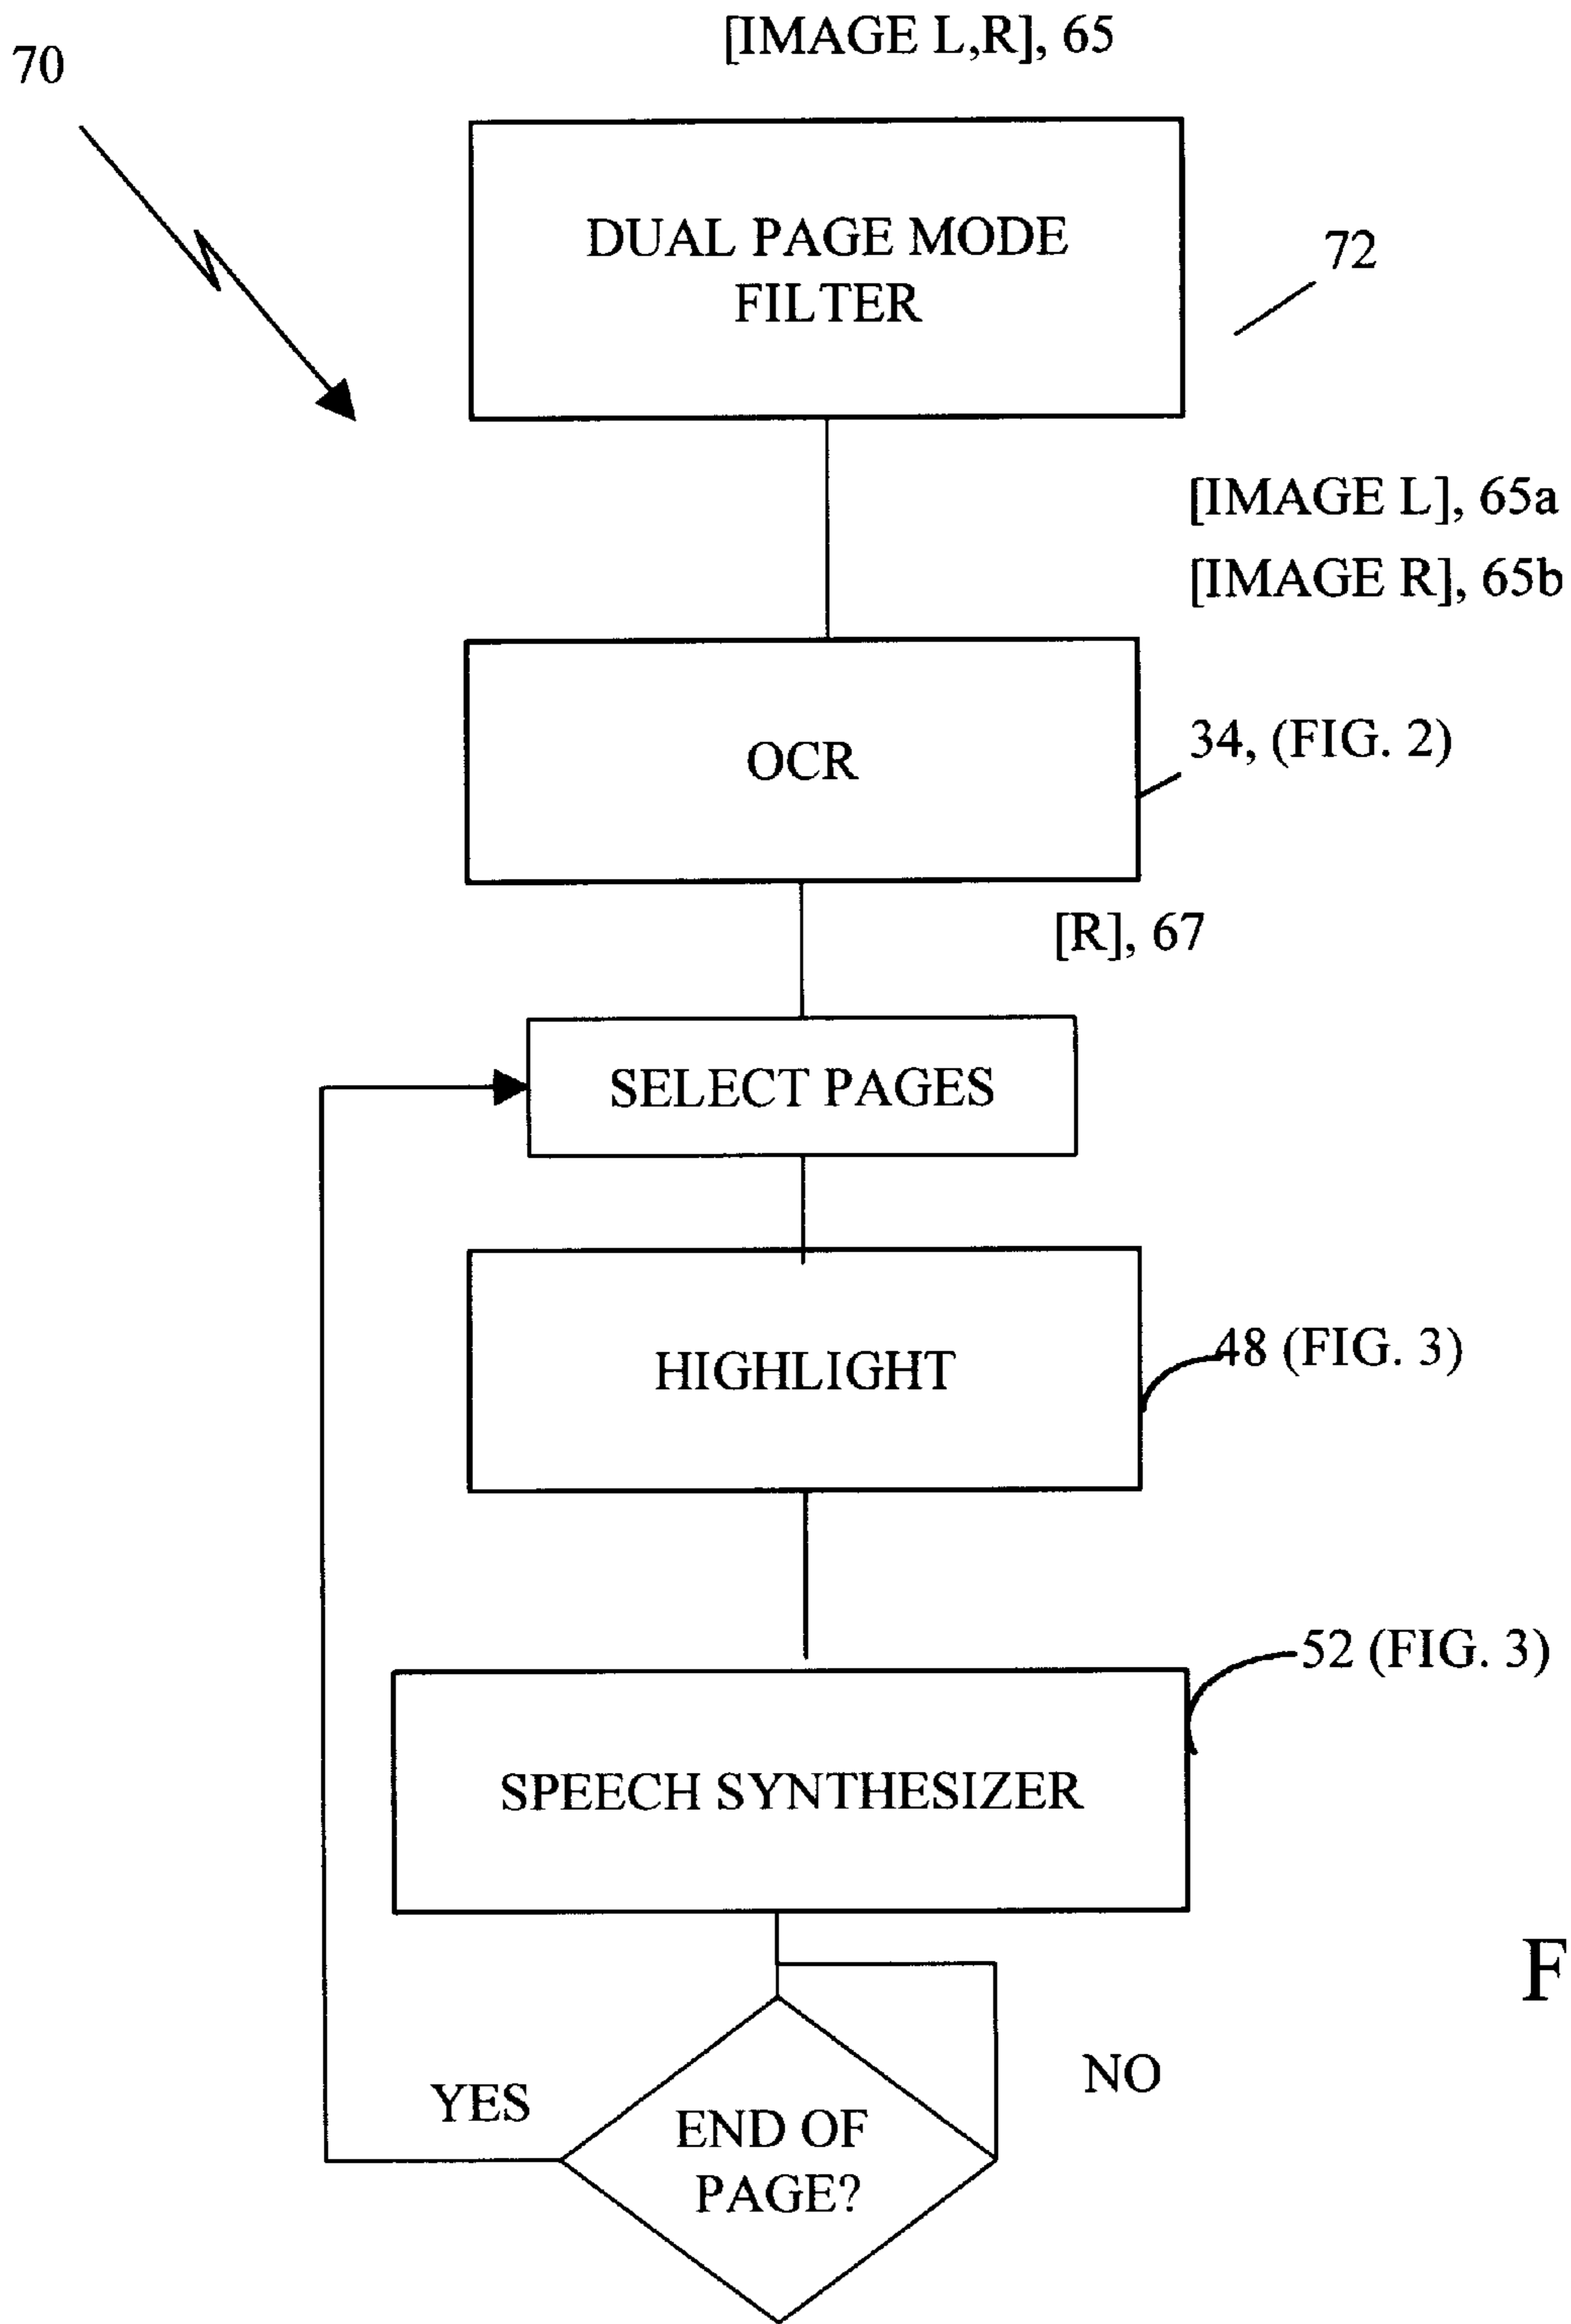 70
[IMAGE L,R], 65
DUAL PAGE MODE
FILTER
72
[IMAGE L], 65a
[IMAGE R], 65b
OCR
34, (FIG. 2)
[R], 67
SELECT PAGES
HIGHLIGHT
48 (FIG. 3)
52 (FIG. 3)
SPEECH SYNTHESIZER
F
NO
YES
END OF
PAGE?